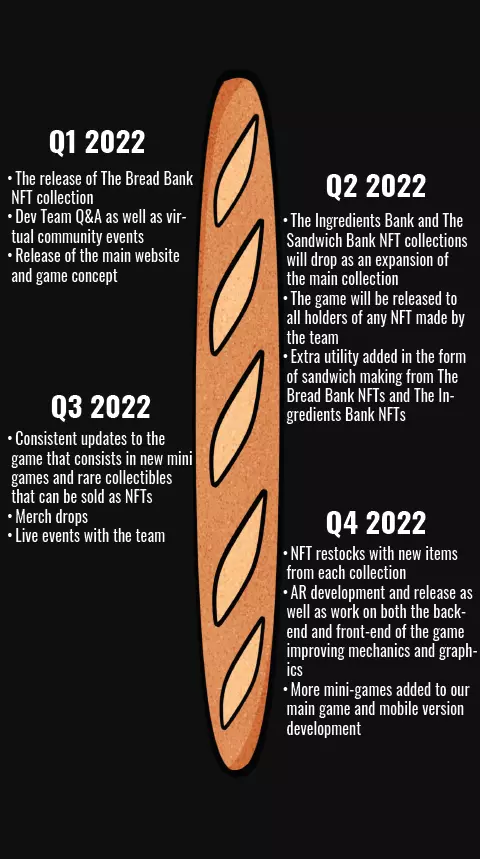 Q1 2022
• The release of The Bread Bank
NFT collection
• Dev Team Q&A as well as vir-
tual community events
• Release of the main website
and game concept
Q2 2022
• The Ingredients Bank and The
Sandwich Bank NFT collections
will drop as an expansion of
the main collection
• The game will be released to
all holders of any NFT made by
the team
• Extra utility added in the form
of sandwich making from The
Bread Bank NFTs and The In-
gredients Bank NFTs
Q3 2022
• Consistent updates to the
game that consists in new mini
games and rare collectibles
that can be sold as NFTs
• Merch drops
• Live events with the team
Q4 2022
• NFT restocks with new items
from each collection
• AR development and release as
well as work on both the back-
end and front-end of the game
improving mechanics and graph-
ics
• More mini-games added to our
main game and mobile version
development